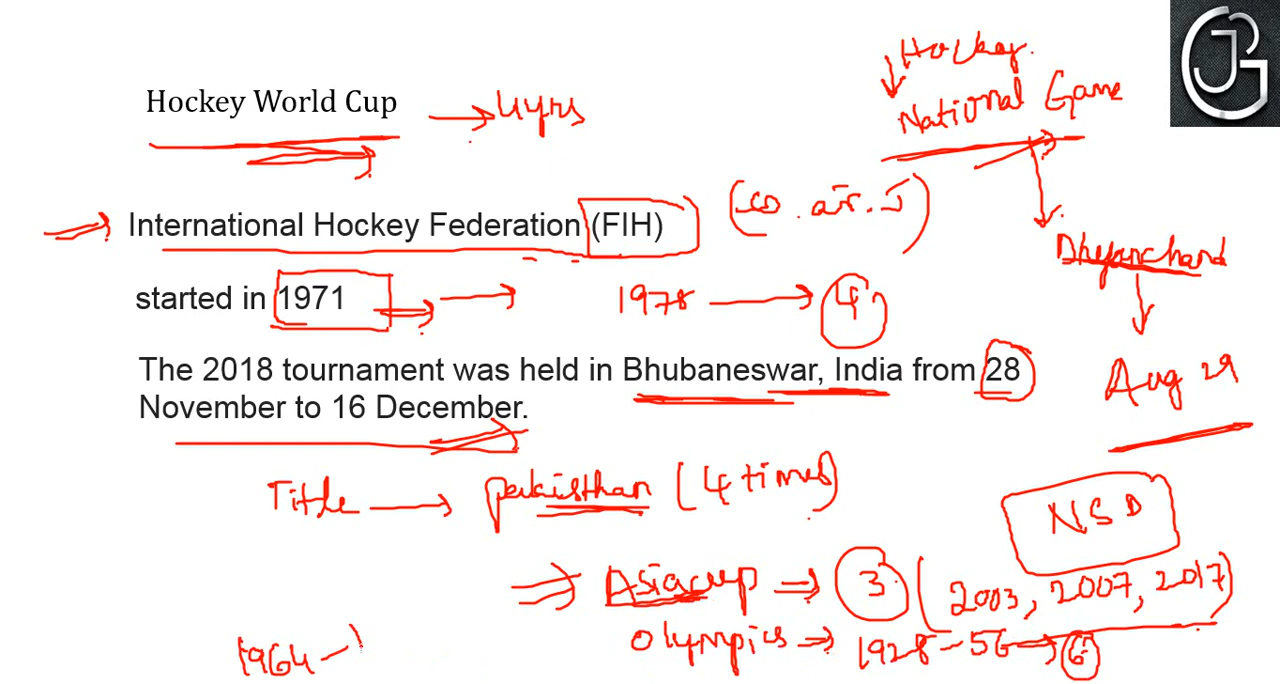 Hockey World Cup → 4yrs
Hockey.
National Game
International Hockey Federation (FIH)
Dhyanchand
started in 1971 → 1978 → 4
The 2018 tournament was held in Bhubaneswar, India from 28
November to 16 December.
Aug 29
Title → pakisthan (4 times)
NSD
⇒ Asiacup ⇒ 3 (2003, 2007, 2017)
Olympics → 1928 - 56 → 6
1964 -